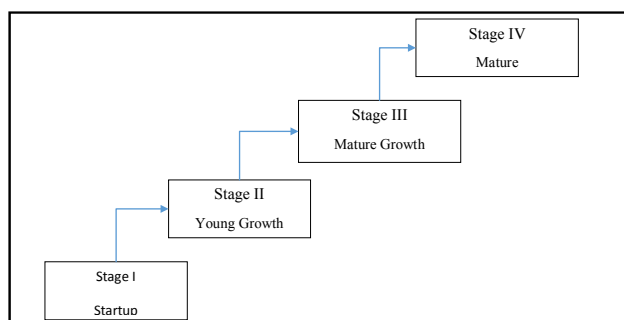 Stage IV
Mature
Stage III
Mature Growth
Stage II
Young Growth
Stage I
Startup